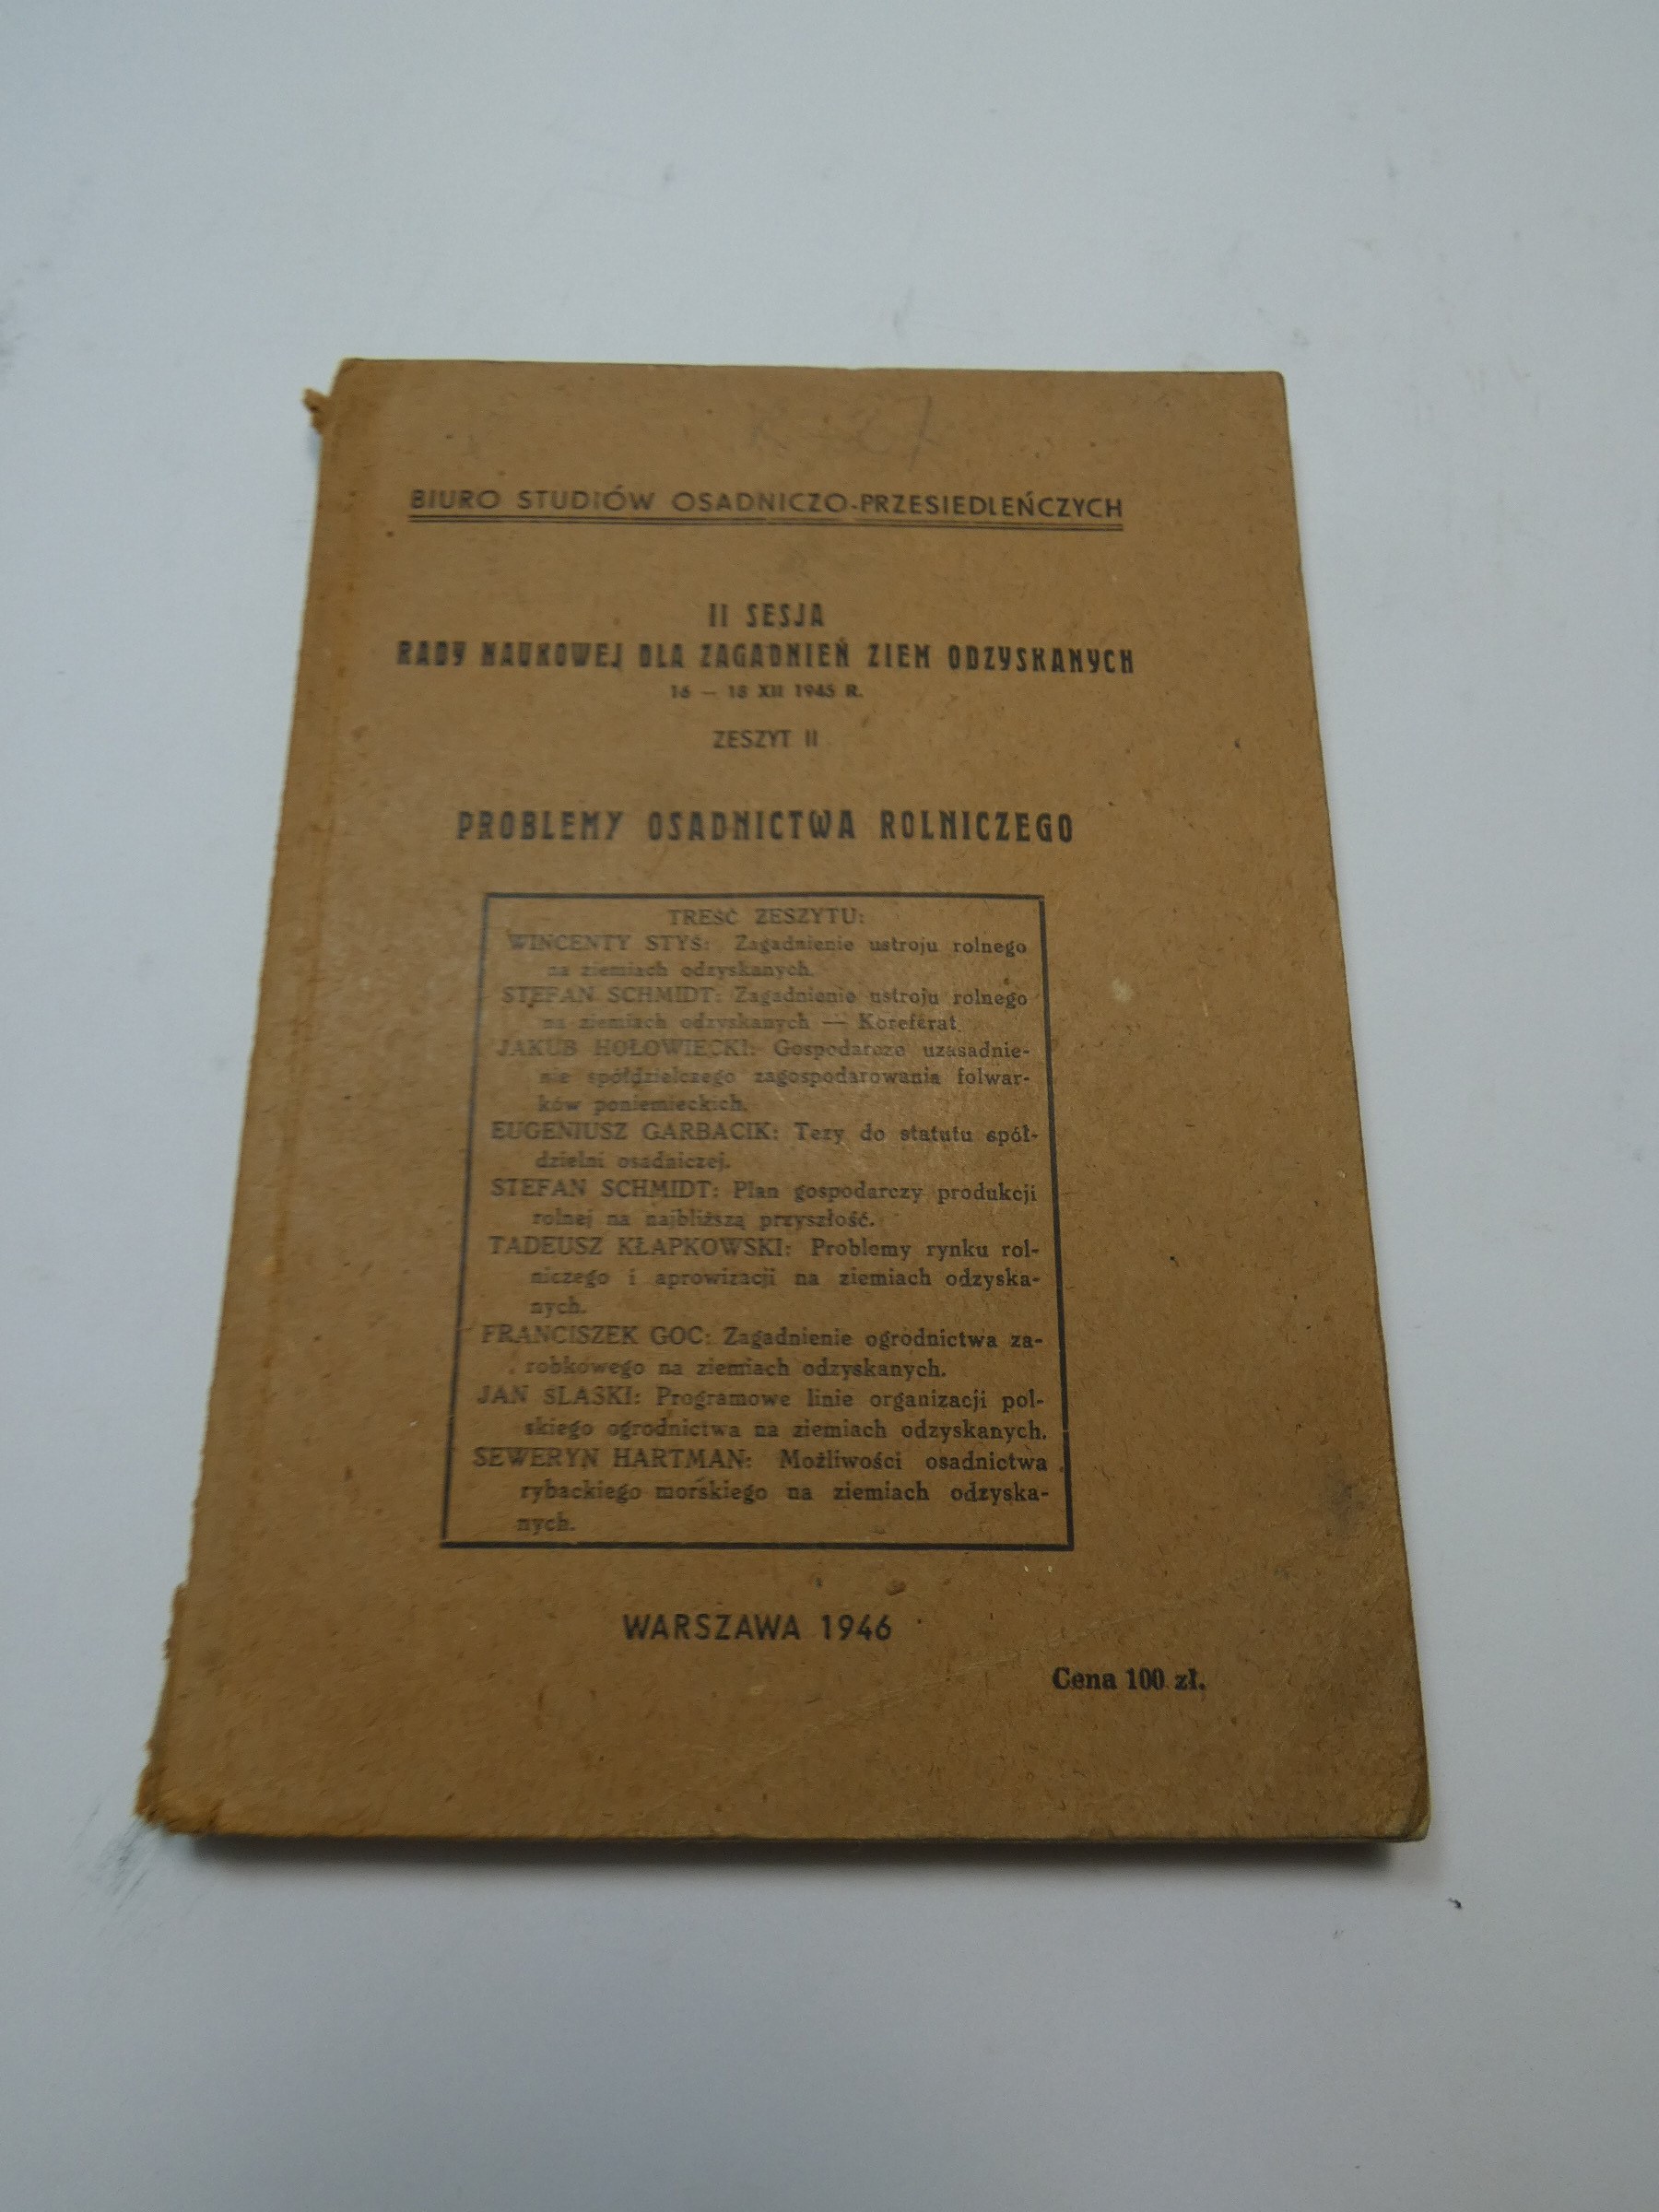 BIURO STUDIÓW OSADNICZO-PRZESIEDLEŃCZYCH
II SESJA
RADY NAUKOWEJ DLA ZAGADNIEŃ ZIEM ODZYSKANYCH
16 — 18 XII 1945 R.
ZESZYT II
PROBLEMY OSADNICTWA ROLNICZEGO
TREŚĆ ZESZYTU:
WINCENTY STYŚ: Zagadnienie ustroju rolnego
na ziemiach odzyskanych.
STEFAN SCHMIDT: Zagadnienie ustroju rolnego
na ziemiach odzyskanych — Koreferat.
JAKUB HOŁOWIECKI: Gospodarcze uzasadnie-
nie spółdzielczego zagospodarowania folwar-
ków poniemieckich.
EUGENIUSZ GARBACIK: Tezy do statutu spół-
dzielni osadniczej.
STEFAN SCHMIDT: Plan gospodarczy produkcji
rolnej na najbliższą przyszłość.
TADEUSZ KŁAPKOWSKI: Problemy rynku rol-
niczego i aprowizacji na ziemiach odzyska-
nych.
FRANCISZEK GOC: Zagadnienie ogrodnictwa za-
robkowego na ziemiach odzyskanych.
JAN SLASKI: Programowe linie organizacji pol-
skiego ogrodnictwa na ziemiach odzyskanych.
SEWERYN HARTMAN: Możliwości osadnictwa
rybackiego morskiego na ziemiach odzyska-
nych.
WARSZAWA 1946
Cena 100 zł.